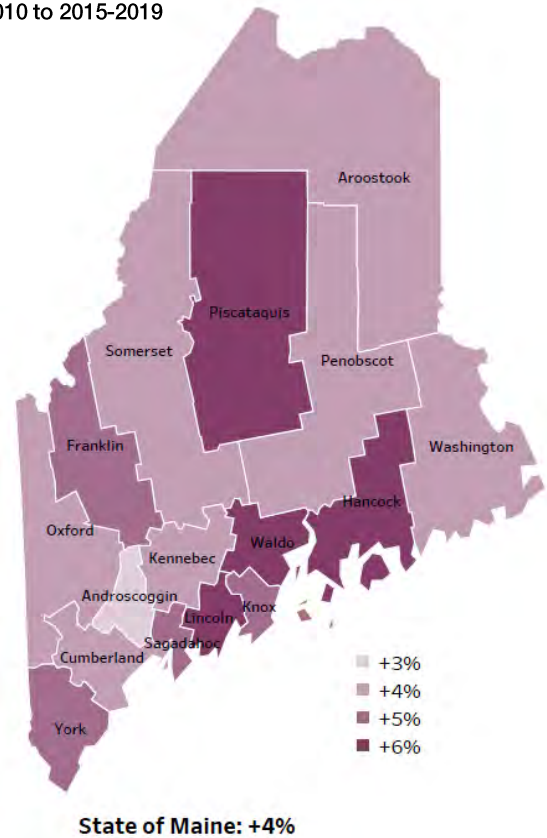 010 to 2015-2019
Aroostook
Piscataquis
Somerset
Penobscot
Franklin
Washington
Hancock
Oxford
Waldo
Kennebec
Androscoggin
Knox
Lincoln
Sagadahoc
Cumberland
York
+3%
+4%
+5%
+6%
State of Maine: +4%